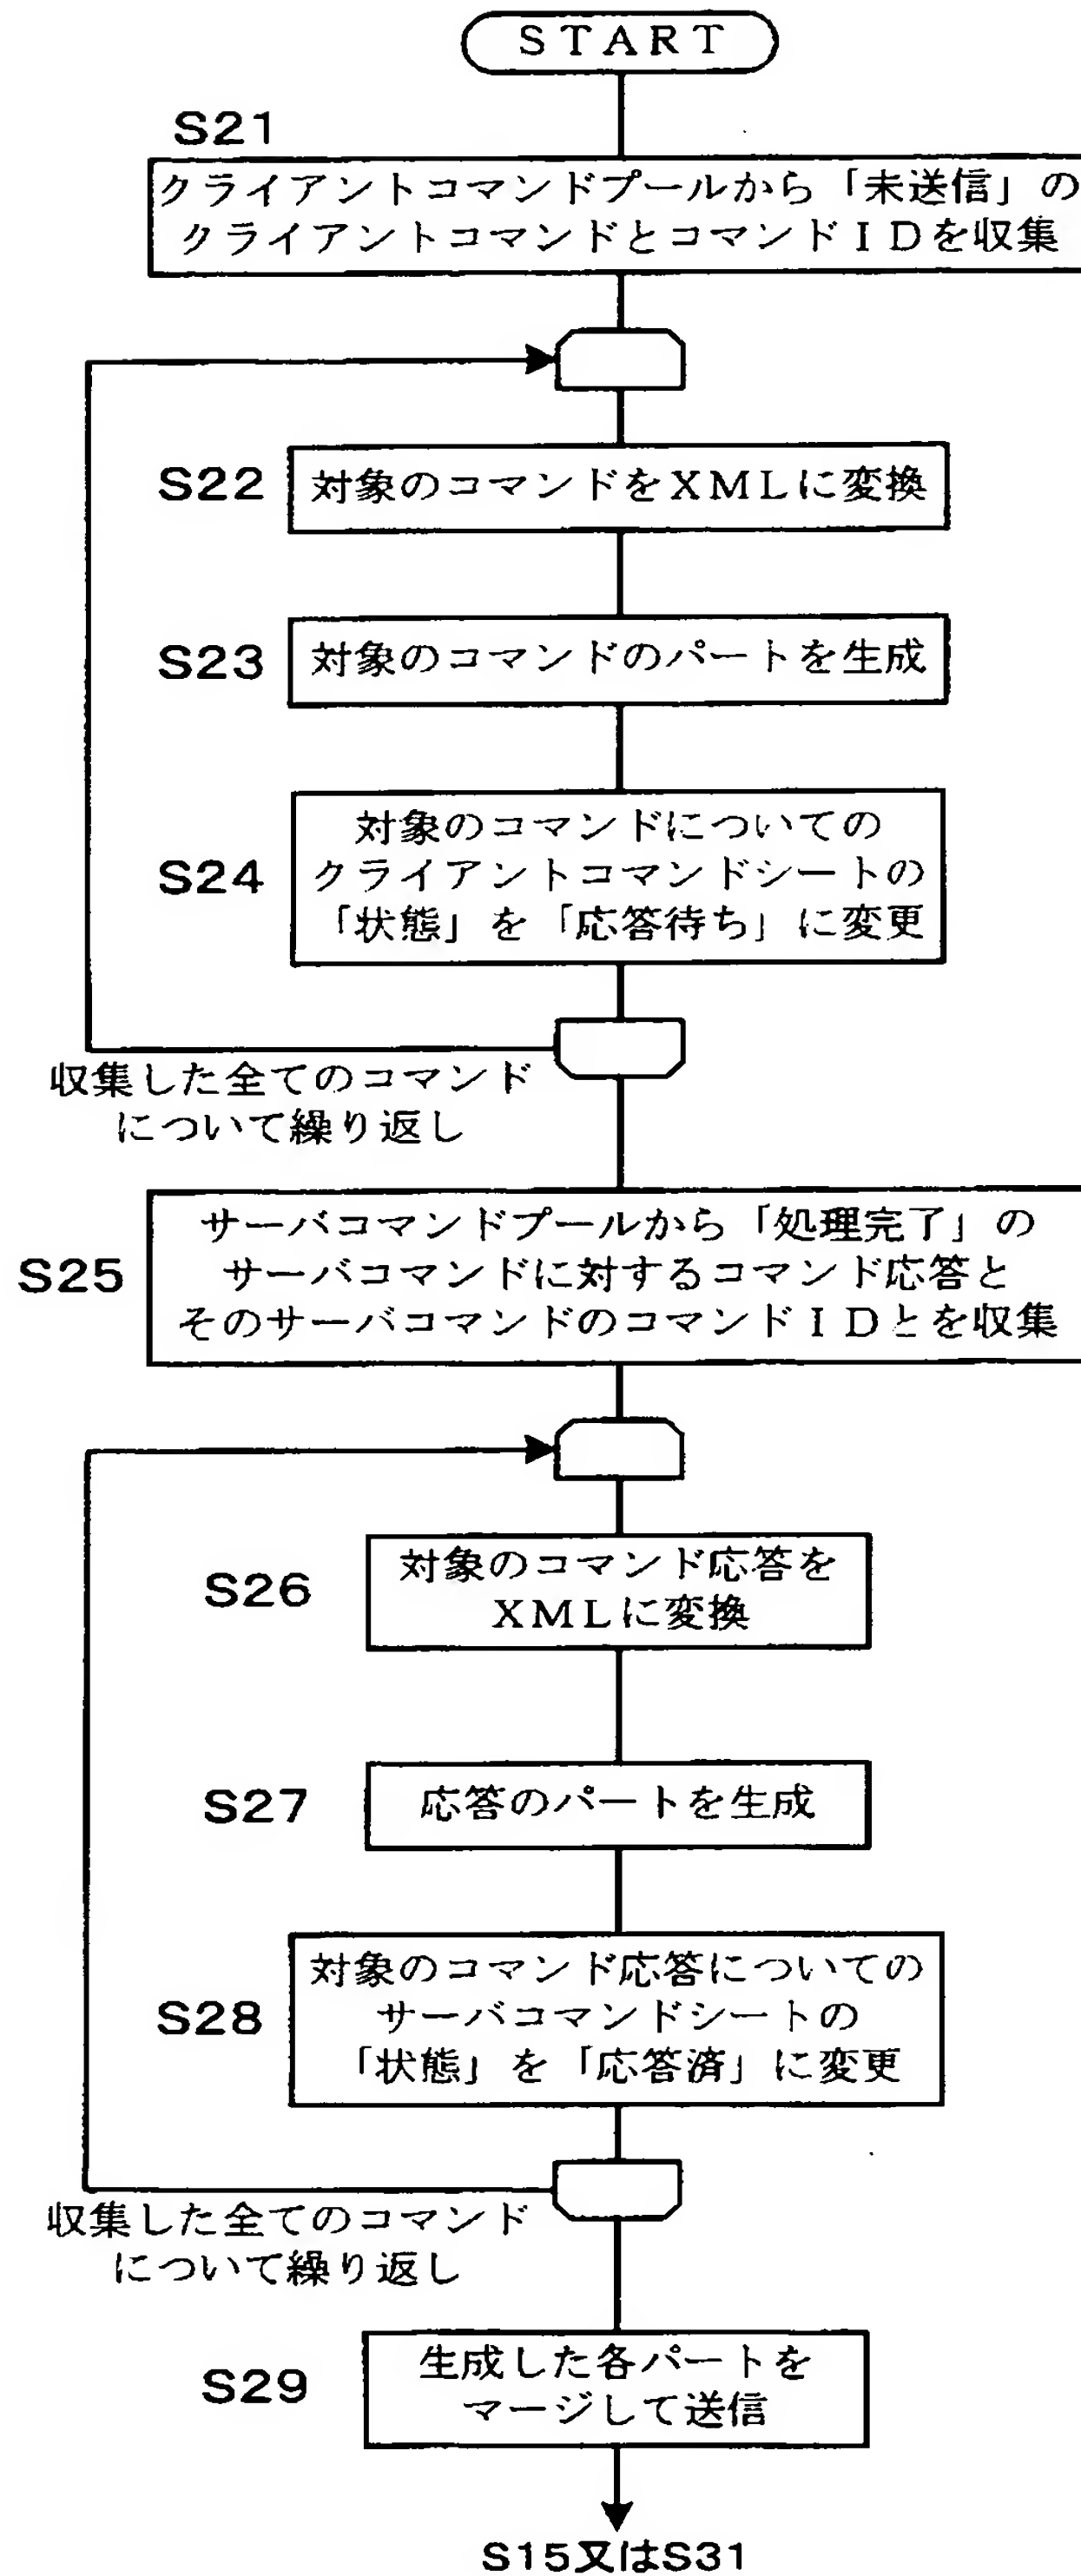 START
S21
クライアントコマンドプールから「未送信」の
クライアントコマンドとコマンドIDを収集
S22
対象のコマンドをXMLに変換
S23
対象のコマンドのパートを生成
S24
対象のコマンドについての
クライアントコマンドシートの
「状態」を「応答待ち」に変更
収集した全てのコマンド
について繰り返し
S25
サーバコマンドプールから「処理完了」の
サーバコマンドに対するコマンド応答と
そのサーバコマンドのコマンドIDとを収集
S26
対象のコマンド応答を
XMLに変換
S27
応答のパートを生成
S28
対象のコマンド応答についての
サーバコマンドシートの
「状態」を「応答済」に変更
収集した全てのコマンド
について繰り返し
S29
生成した各パートを
マージして送信
S15又はS31